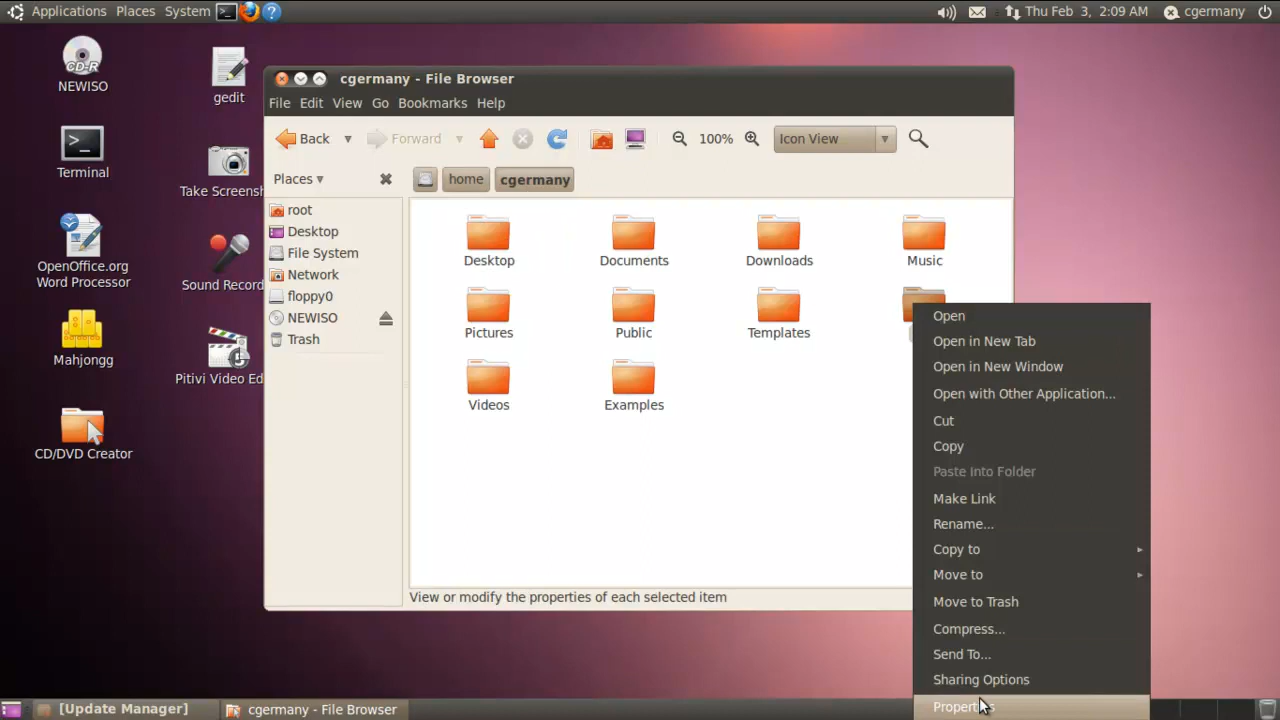 Applications Places System
Thu Feb 3, 2:09 AM cgermany
CD-R
NEWISO
gedit
Terminal
Take Screensh
OpenOffice.org
Word Processor
Sound Record
Mahjongg
Pitivi Video Ed
CD/DVD Creator
cgermany - File Browser
File Edit View Go Bookmarks Help
Back Forward 100% Icon View
Places home cgermany
root
Desktop
File System
Network
floppy0
NEWISO
Trash
Desktop Documents Downloads Music
Pictures Public Templates
Videos Examples
View or modify the properties of each selected item
Open
Open in New Tab
Open in New Window
Open with Other Application...
Cut
Copy
Paste Into Folder
Make Link
Rename...
Copy to
Move to
Move to Trash
Compress...
Send To...
Sharing Options
Properties
[Update Manager] cgermany - File Browser